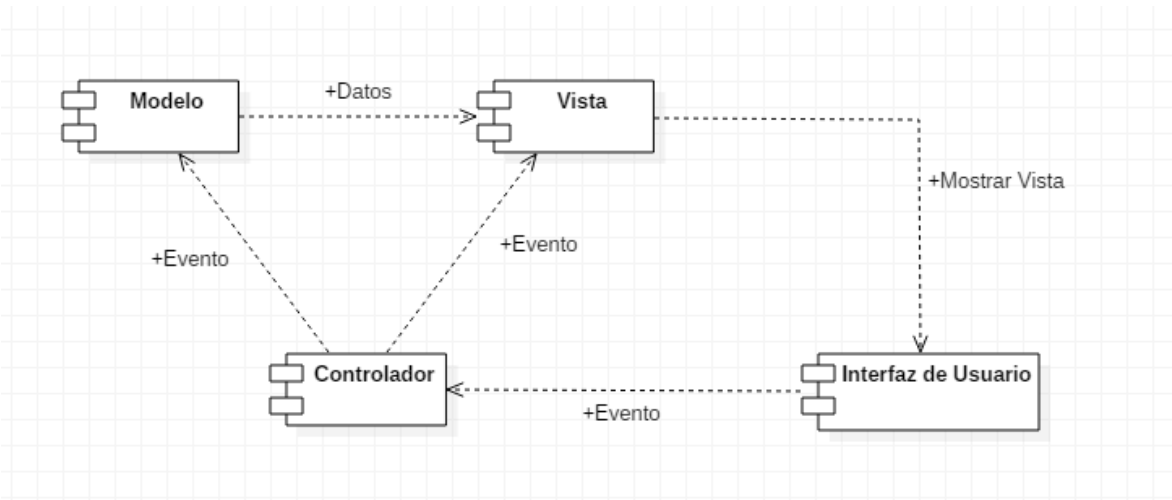 +Datos
Modelo
Vista
+Mostrar Vista
+Evento
+Evento
Controlador
Interfaz de Usuario
+Evento